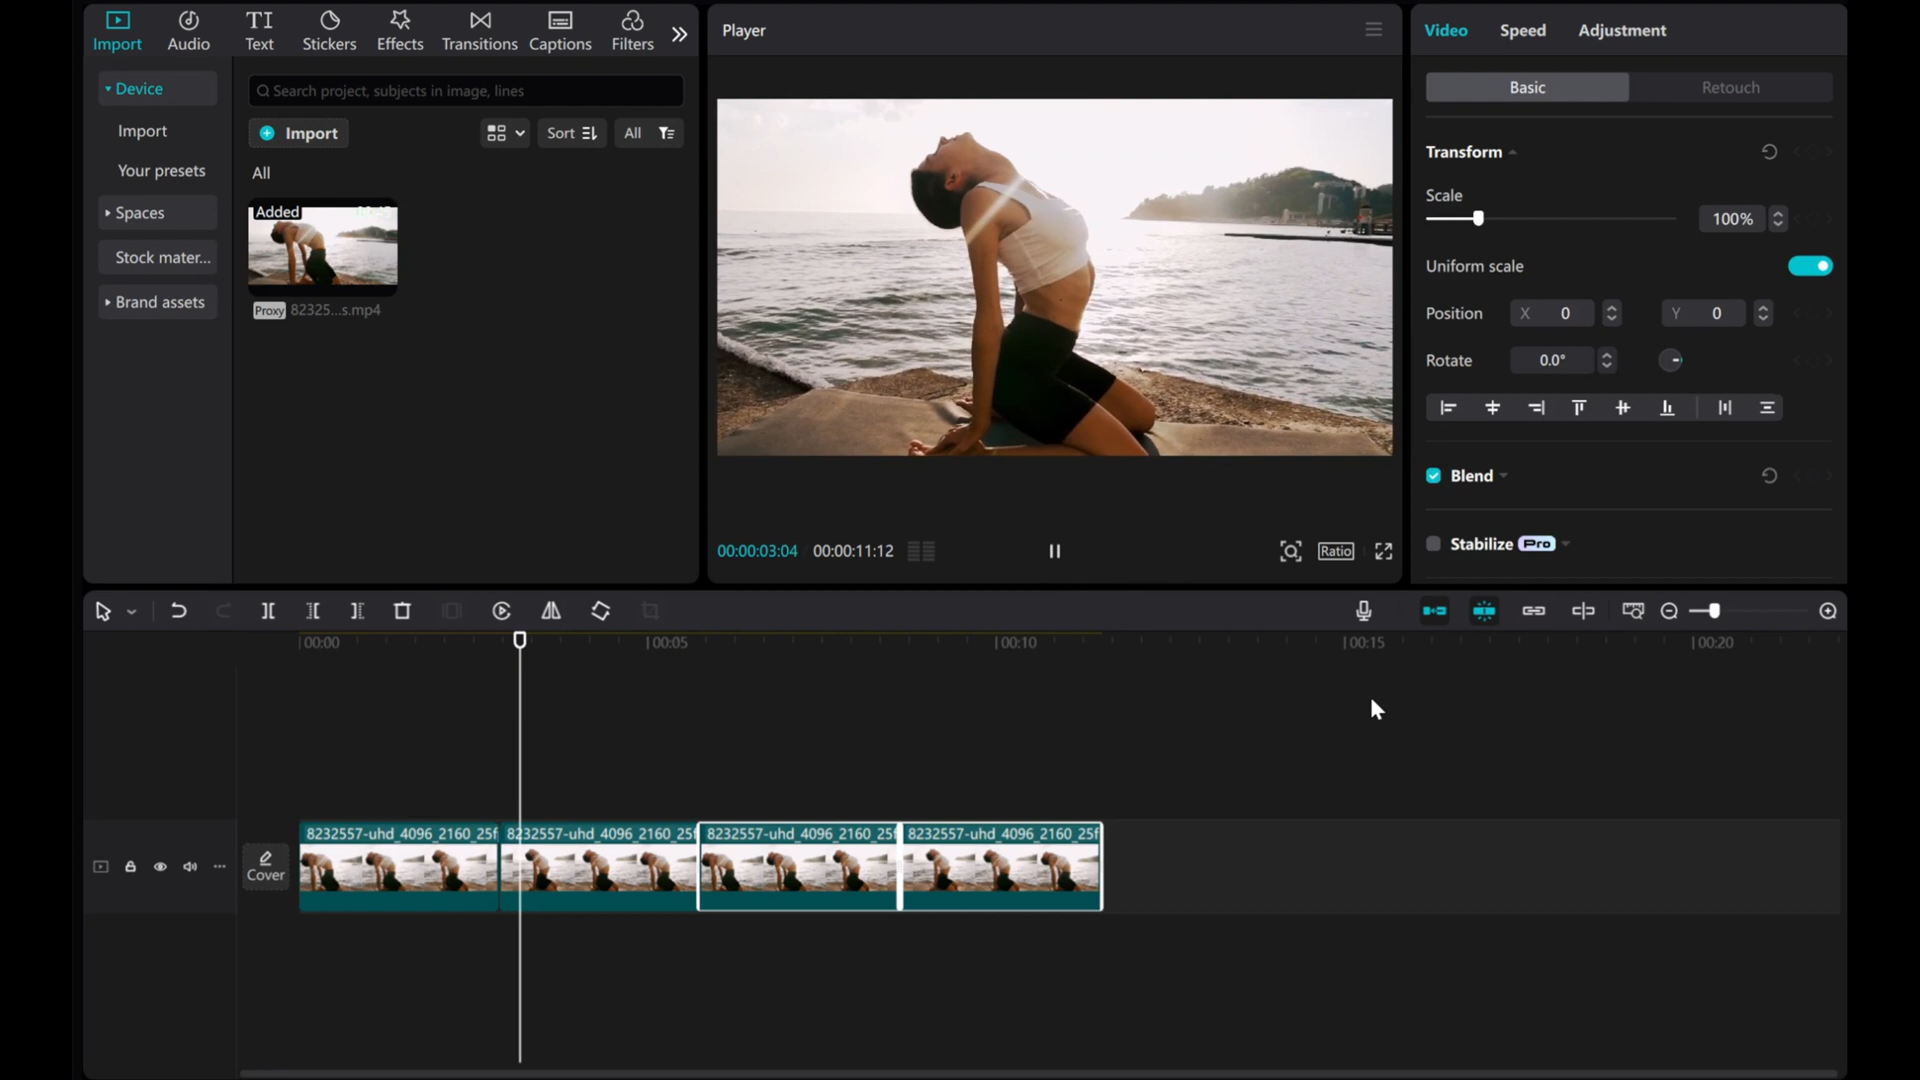 Import
Audio
Text
Stickers
Effects
Transitions
Captions
Filters
Device
Import
Your presets
Spaces
Stock mater...
Brand assets
Search project, subjects in image, lines
Import
Sort
All
All
Added
Proxy 82325...s.mp4
Player
00:00:03:04 00:00:11:12
Ratio
Video Speed Adjustment
Basic Retouch
Transform
Scale
100%
Uniform scale
Position X 0 Y 0
Rotate 0.0°
Blend
Stabilize Pro
00:00 00:05 00:10 00:15 00:20
Cover
8232557-uhd_4096_2160_25f
8232557-uhd_4096_2160_25f
8232557-uhd_4096_2160_25f
8232557-uhd_4096_2160_25f